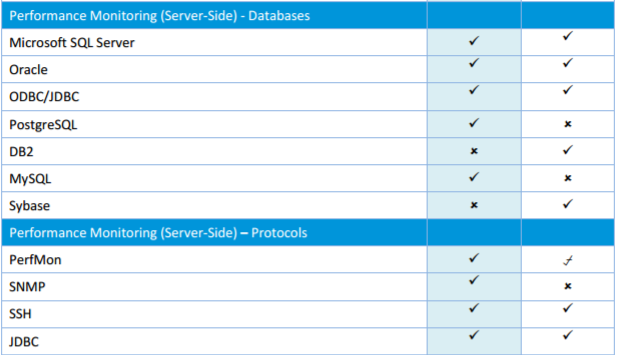 Performance Monitoring (Server-Side) - Databases
Microsoft SQL Server ✓ ✓
Oracle ✓ ✓
ODBC/JDBC ✓ ✓
PostgreSQL ✓ ✗
DB2 ✗ ✓
MySQL ✓ ✗
Sybase ✗ ✓
Performance Monitoring (Server-Side) – Protocols
PerfMon ✓ ✓
SNMP ✓ ✗
SSH ✓ ✓
JDBC ✓ ✓